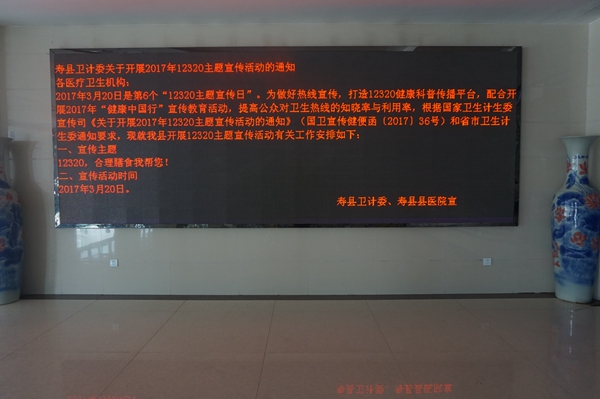 寿县卫计委关于开展2017年12320主题宣传活动的通知
各医疗卫生机构：
2017年3月20日是第6个“12320主题宣传日”。为做好热线宣传，打造12320健康科普传播平台，配合开
展2017年“健康中国行”宣传教育活动，提高公众对卫生热线的知晓率与利用率，根据国家卫生计生委
宣传司《关于开展2017年12320主题宣传活动的通知》（国卫宣传健便函〔2017〕36号）和省市卫生计
生委通知要求，现就我县开展12320主题宣传活动有关工作安排如下：
一、宣传主题
12320，合理膳食我帮您！
二、宣传活动时间
2017年3月20日。
寿县卫计委、寿县县医院宣